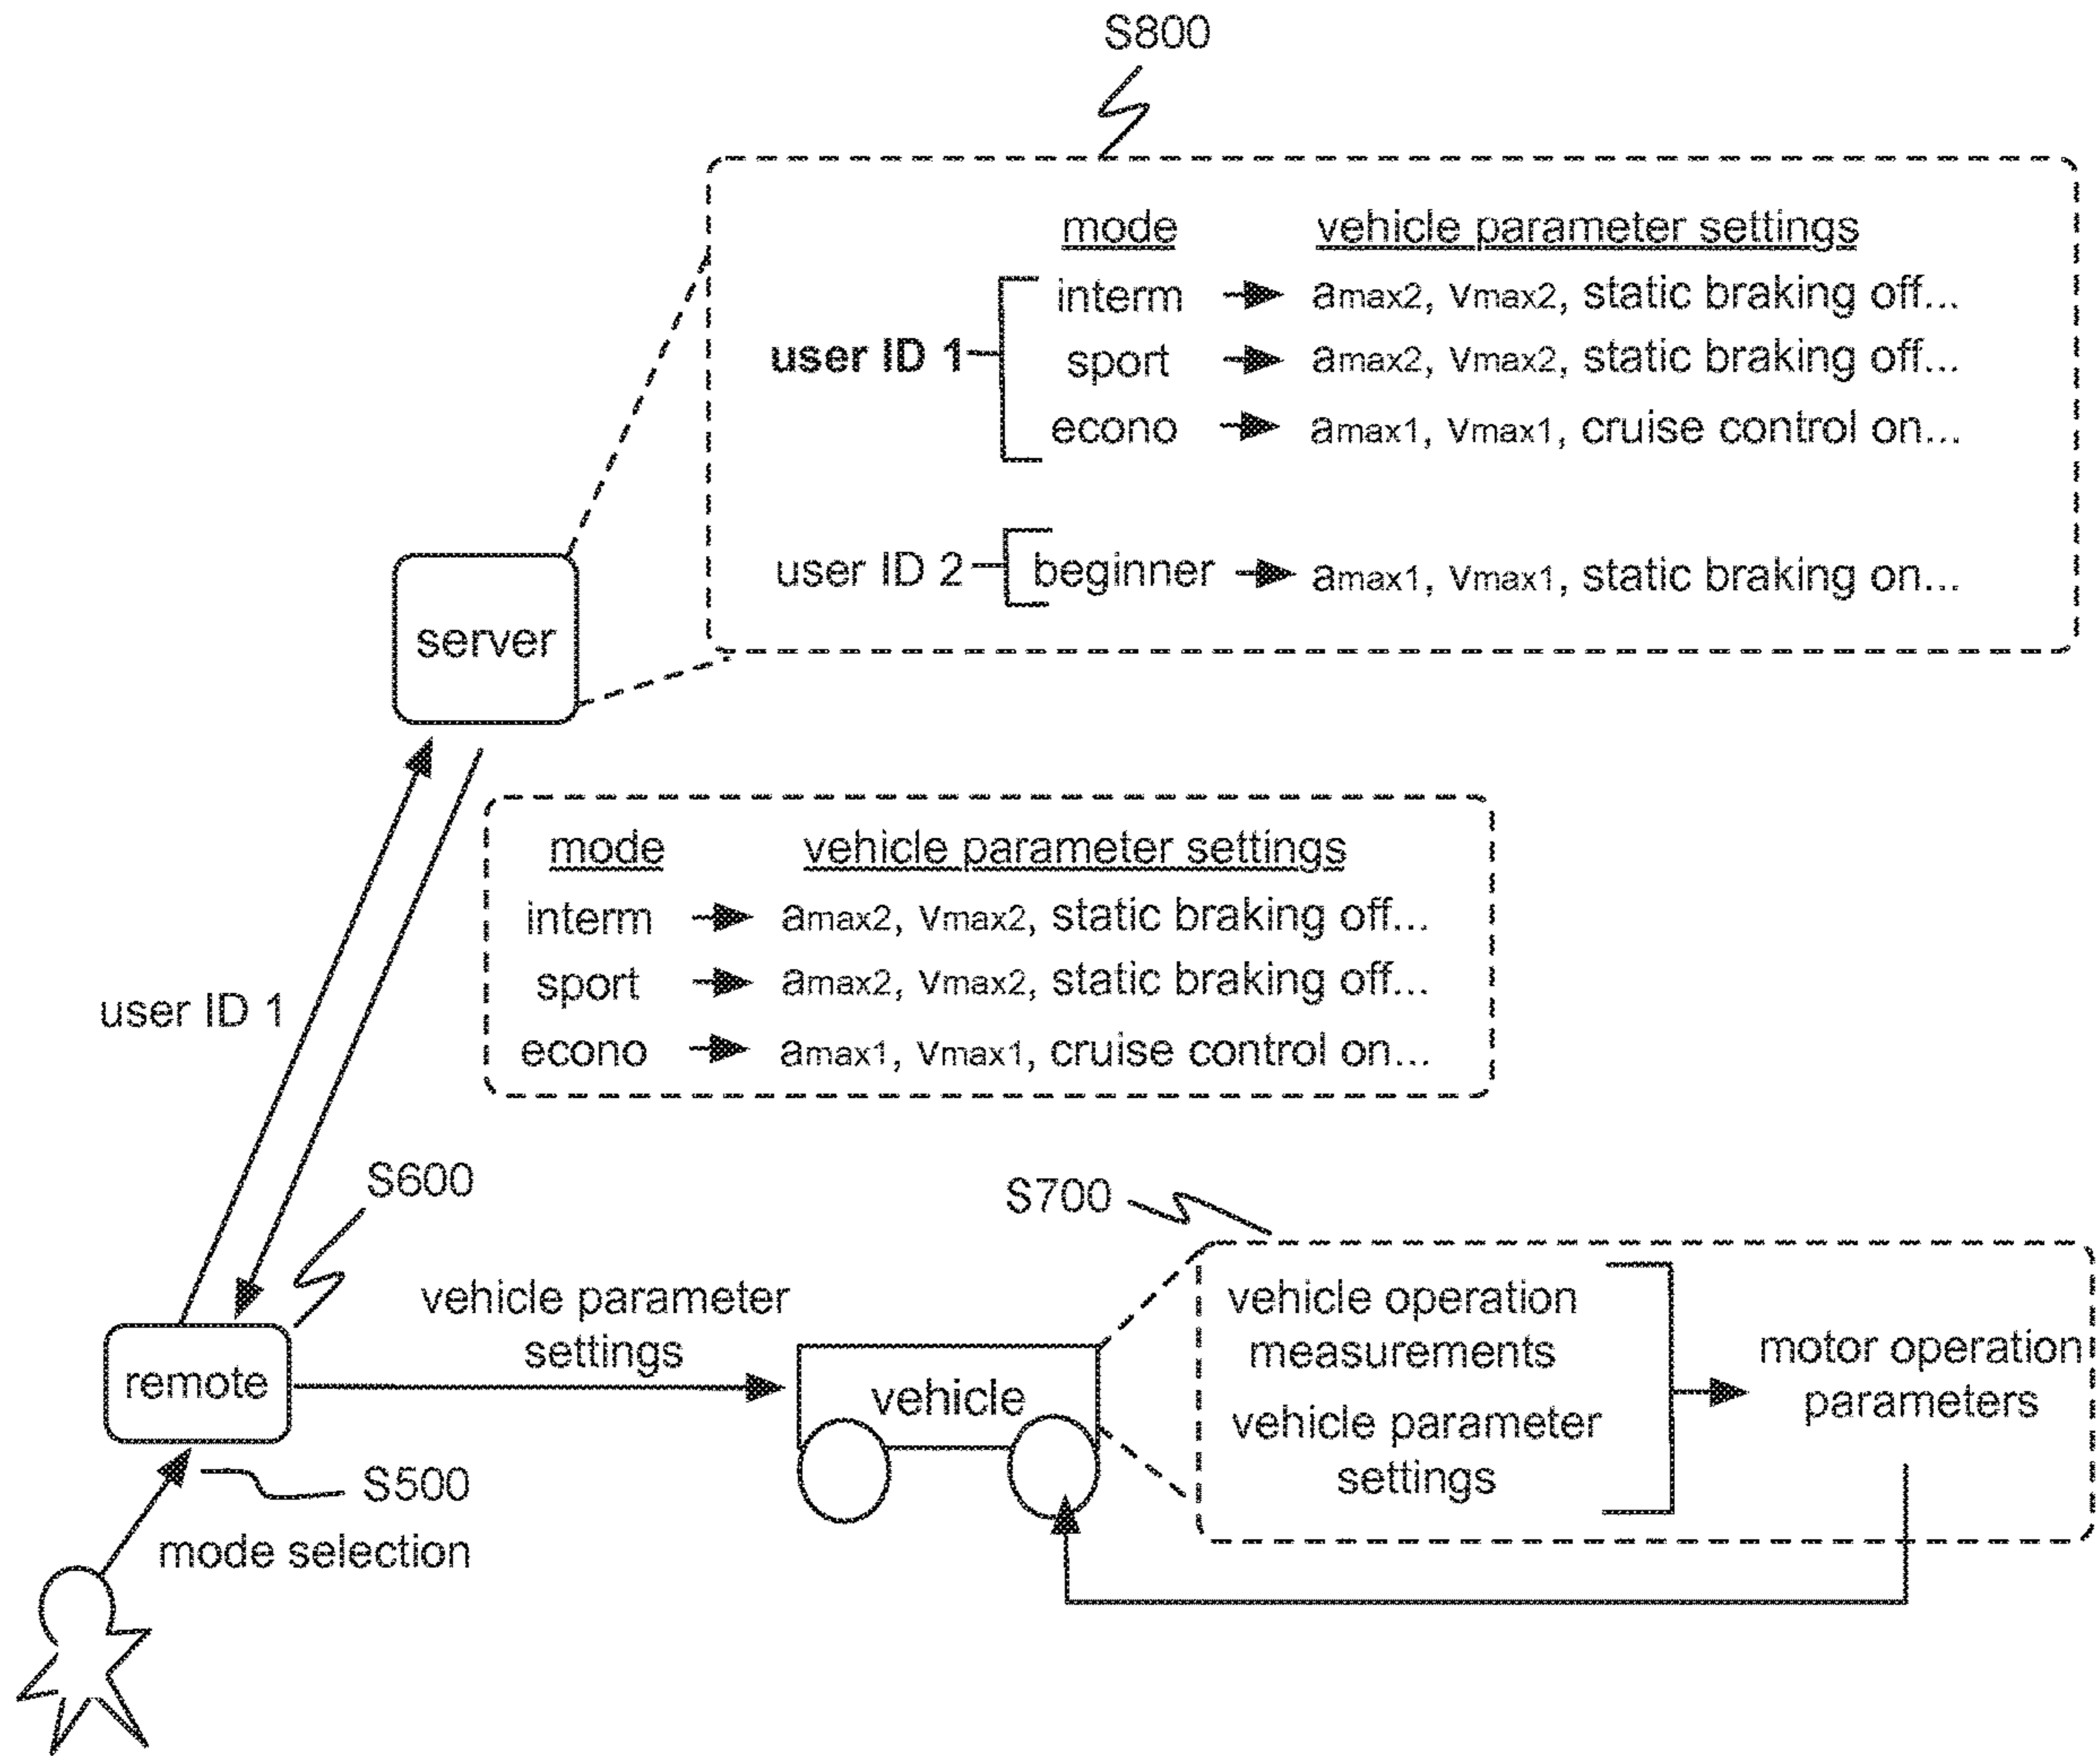 S800
mode vehicle parameter settings
interm amax2, vmax2, static braking off...
user ID 1
sport amax2, vmax2, static braking off...
econo amax1, vmax1, cruise control on...
user ID 2 beginner amax1, vmax1, static braking on...
server
mode vehicle parameter settings
interm amax2, vmax2, static braking off...
sport amax2, vmax2, static braking off...
econo amax1, vmax1, cruise control on...
user ID 1
S600
S700
vehicle parameter
settings
remote
vehicle
vehicle operation
measurements
vehicle parameter
settings
motor operation
parameters
S500
mode selection